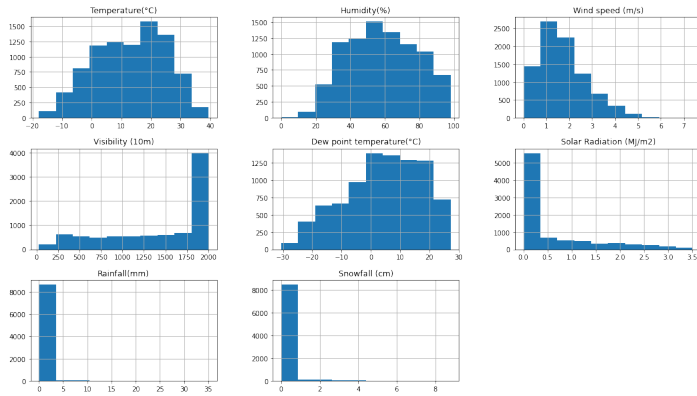 Temperature(°C)
1500
1250
1000
750
500
250
0
−20 −10 0 10 20 30 40
Humidity(%)
1500
1250
1000
750
500
250
0
0 20 40 60 80 100
Wind speed (m/s)
2500
2000
1500
1000
500
0
0 1 2 3 4 5 6 7
Visibility (10m)
4000
3000
2000
1000
0
0 250 500 750 1000 1250 1500 1750 2000
Dew point temperature(°C)
1250
1000
750
500
250
0
−30 −20 −10 0 10 20 30
Solar Radiation (MJ/m2)
5000
4000
3000
2000
1000
0
0.0 0.5 1.0 1.5 2.0 2.5 3.0 3.5
Rainfall(mm)
8000
6000
4000
2000
0
0 5 10 15 20 25 30 35
Snowfall (cm)
8000
6000
4000
2000
0
0 2 4 6 8